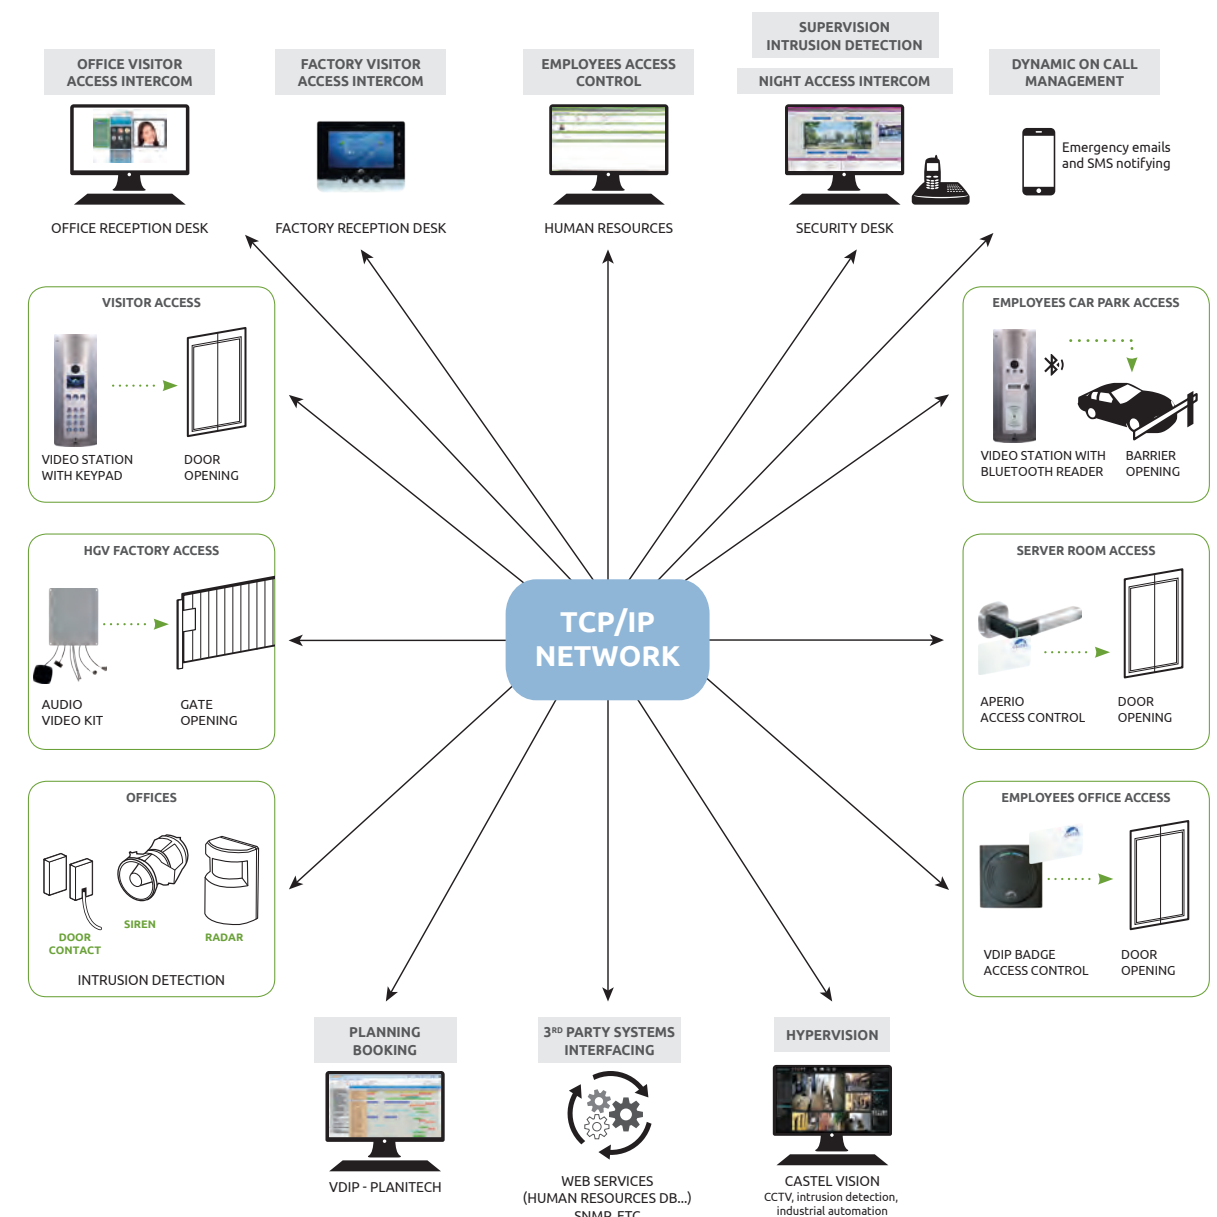 OFFICE VISITOR
ACCESS INTERCOM
FACTORY VISITOR
ACCESS INTERCOM
EMPLOYEES ACCESS
CONTROL
SUPERVISION
INTRUSION DETECTION
NIGHT ACCESS INTERCOM
DYNAMIC ON CALL
MANAGEMENT
Emergency emails
and SMS notifying
OFFICE RECEPTION DESK
FACTORY RECEPTION DESK
HUMAN RESOURCES
SECURITY DESK
VISITOR ACCESS
VIDEO STATION
WITH KEYPAD
DOOR
OPENING
EMPLOYEES CAR PARK ACCESS
VIDEO STATION WITH
BLUETOOTH READER
BARRIER
OPENING
HGV FACTORY ACCESS
AUDIO
VIDEO KIT
GATE
OPENING
TCP/IP
NETWORK
SERVER ROOM ACCESS
APERIO
ACCESS CONTROL
DOOR
OPENING
OFFICES
DOOR
CONTACT
SIREN
RADAR
INTRUSION DETECTION
EMPLOYEES OFFICE ACCESS
VDIP BADGE
ACCESS CONTROL
DOOR
OPENING
PLANNING
BOOKING
VDIP - PLANITECH
3RD PARTY SYSTEMS
INTERFACING
WEB SERVICES
(HUMAN RESOURCES DB...)
SNMP, ETC
HYPERVISION
CASTEL VISION
CCTV, intrusion detection,
industrial automation